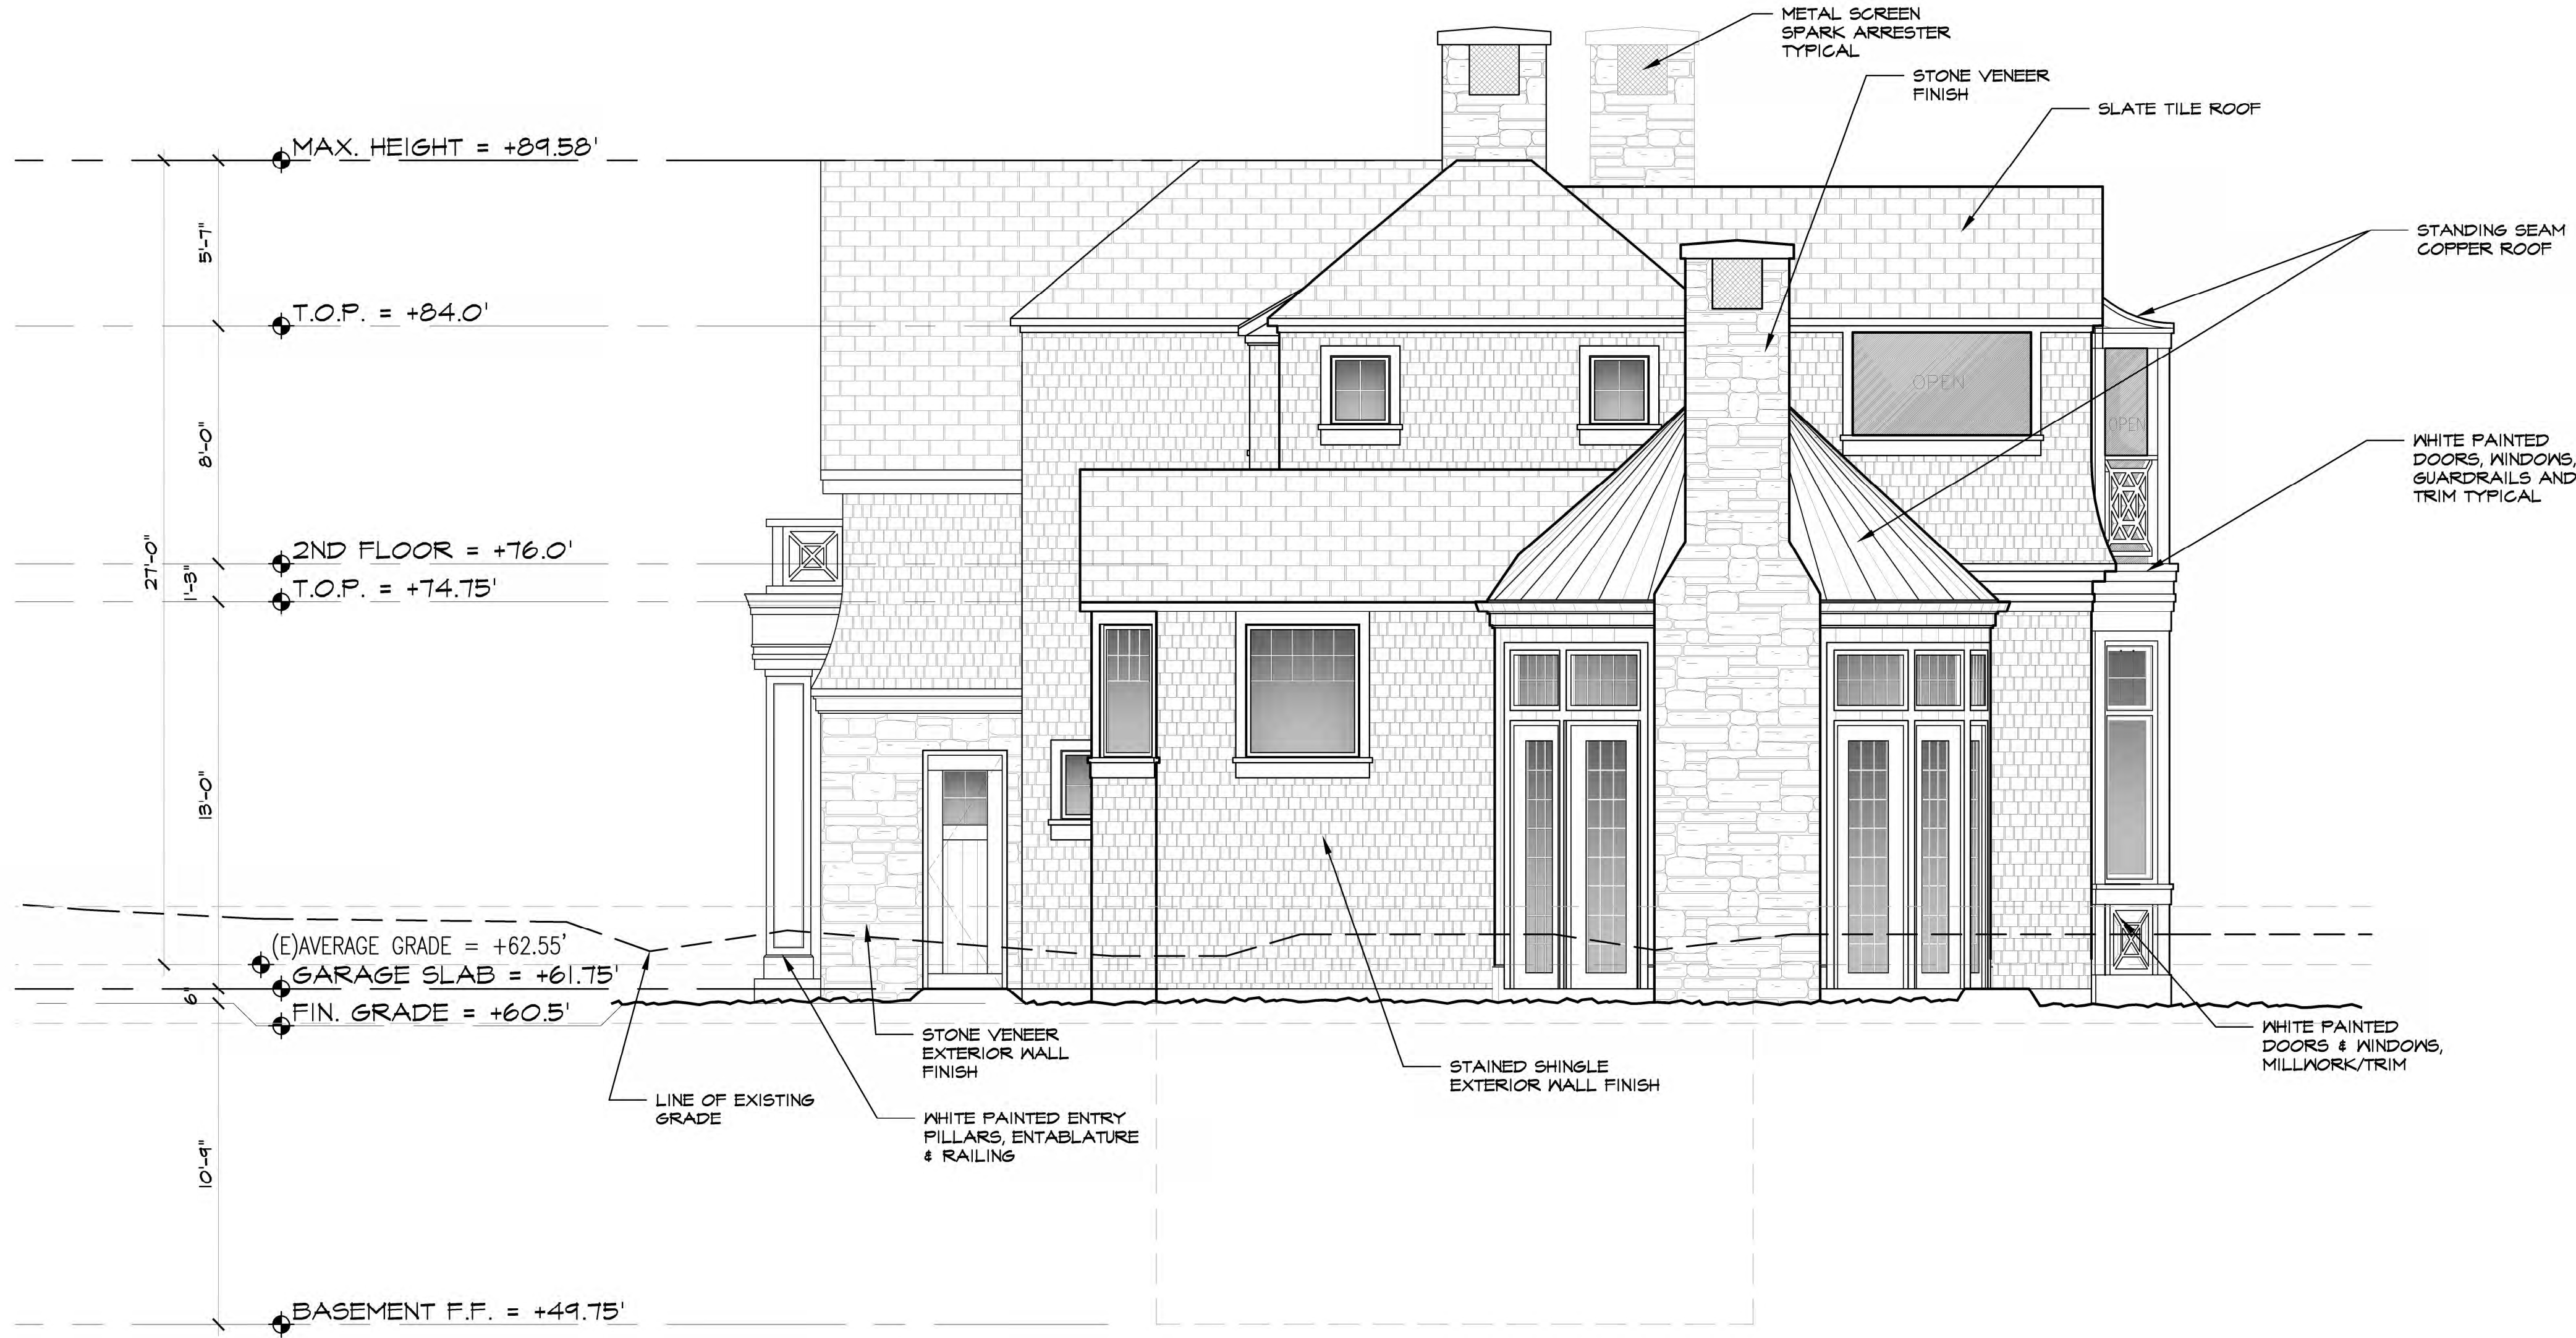 METAL SCREEN
SPARK ARRESTER
TYPICAL
STONE VENEER
FINISH
SLATE TILE ROOF
MAX. HEIGHT = +89.58'
5'-7"
STANDING SEAM
COPPER ROOF
T.O.P. = +84.0'
OPEN
OPEN
8'-0"
WHITE PAINTED
DOORS, WINDOWS,
GUARDRAILS AND
TRIM TYPICAL
2ND FLOOR = +76.0'
27'-0"
1'-3"
T.O.P. = +74.75'
13'-0"
(E)AVERAGE GRADE = +62.55'
GARAGE SLAB = +61.75'
6"
FIN. GRADE = +60.5'
STONE VENEER
EXTERIOR WALL
FINISH
WHITE PAINTED
DOORS & WINDOWS,
MILLWORK/TRIM
STAINED SHINGLE
EXTERIOR WALL FINISH
LINE OF EXISTING
GRADE
WHITE PAINTED ENTRY
PILLARS, ENTABLATURE
& RAILING
10'-9"
BASEMENT F.F. = +49.75'